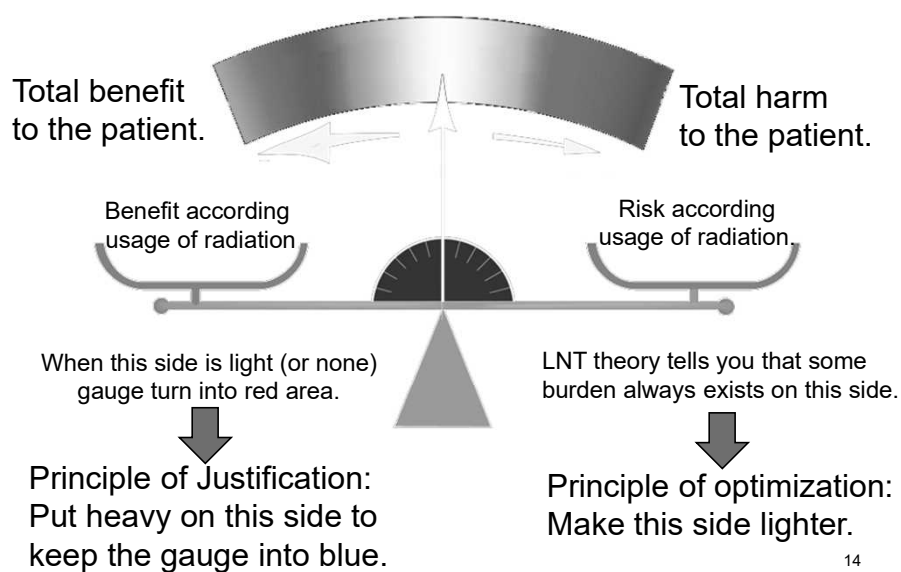 Total benefit
to the patient.
Total harm
to the patient.
Benefit according
usage of radiation
Risk according
usage of radiation.
When this side is light (or none)
gauge turn into red area.
LNT theory tells you that some
burden always exists on this side.
Principle of Justification:
Put heavy on this side to
keep the gauge into blue.
Principle of optimization:
Make this side lighter.
14